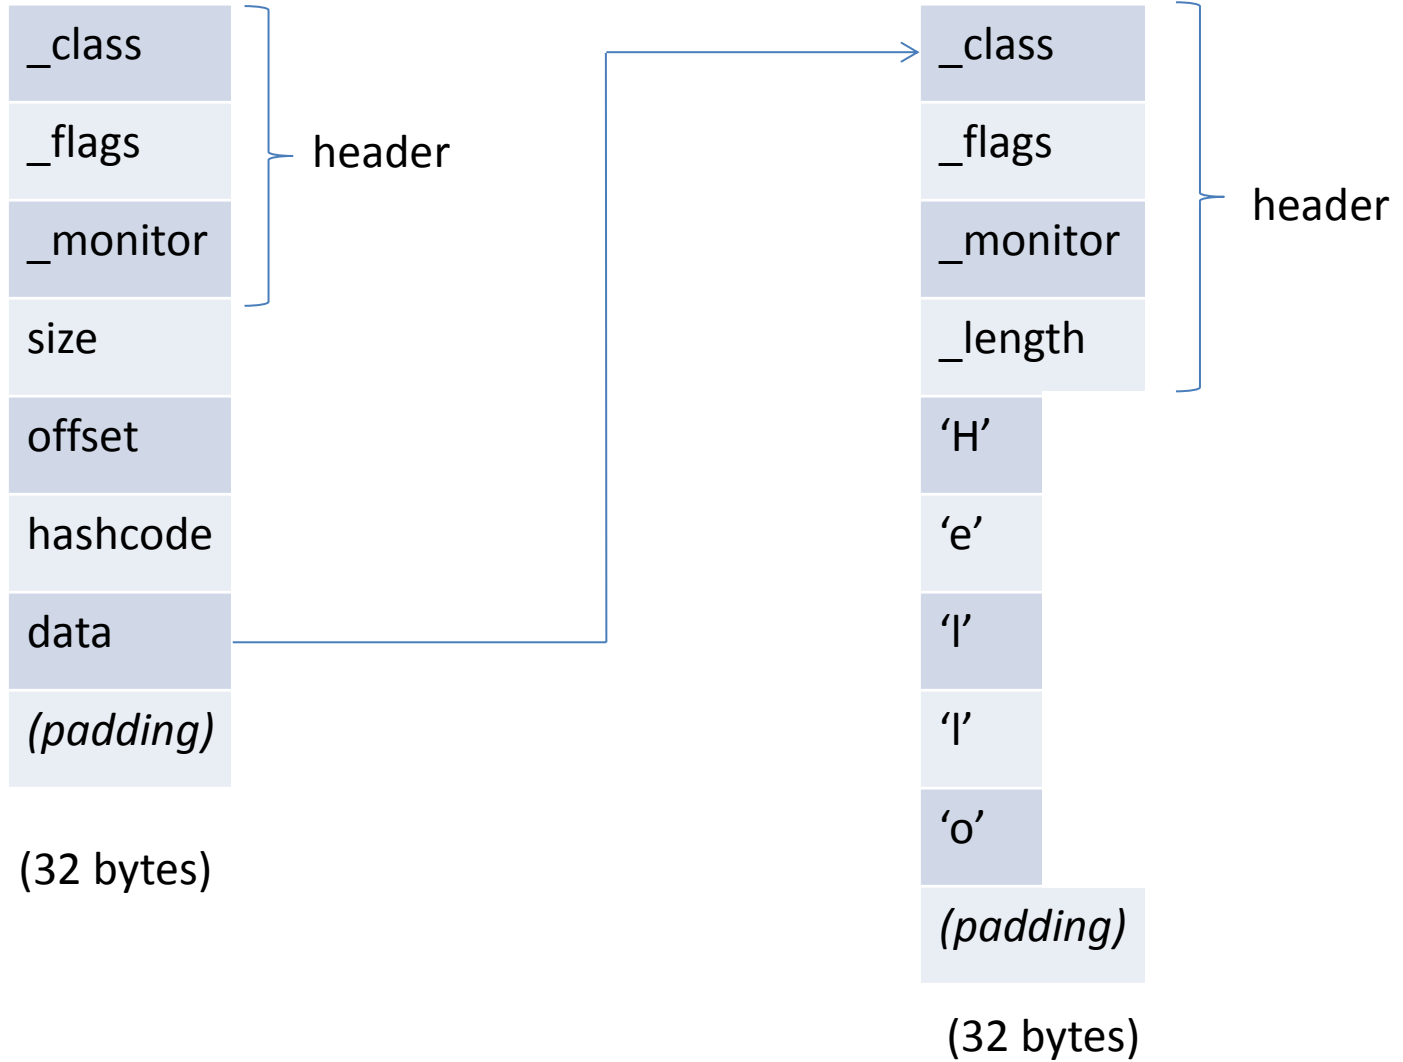 _class
_flags
_monitor
size
offset
hashcode
data
(padding)
(32 bytes)
header
_class
_flags
_monitor
_length
‘H’
‘e’
‘l’
‘l’
‘o’
(padding)
(32 bytes)
header